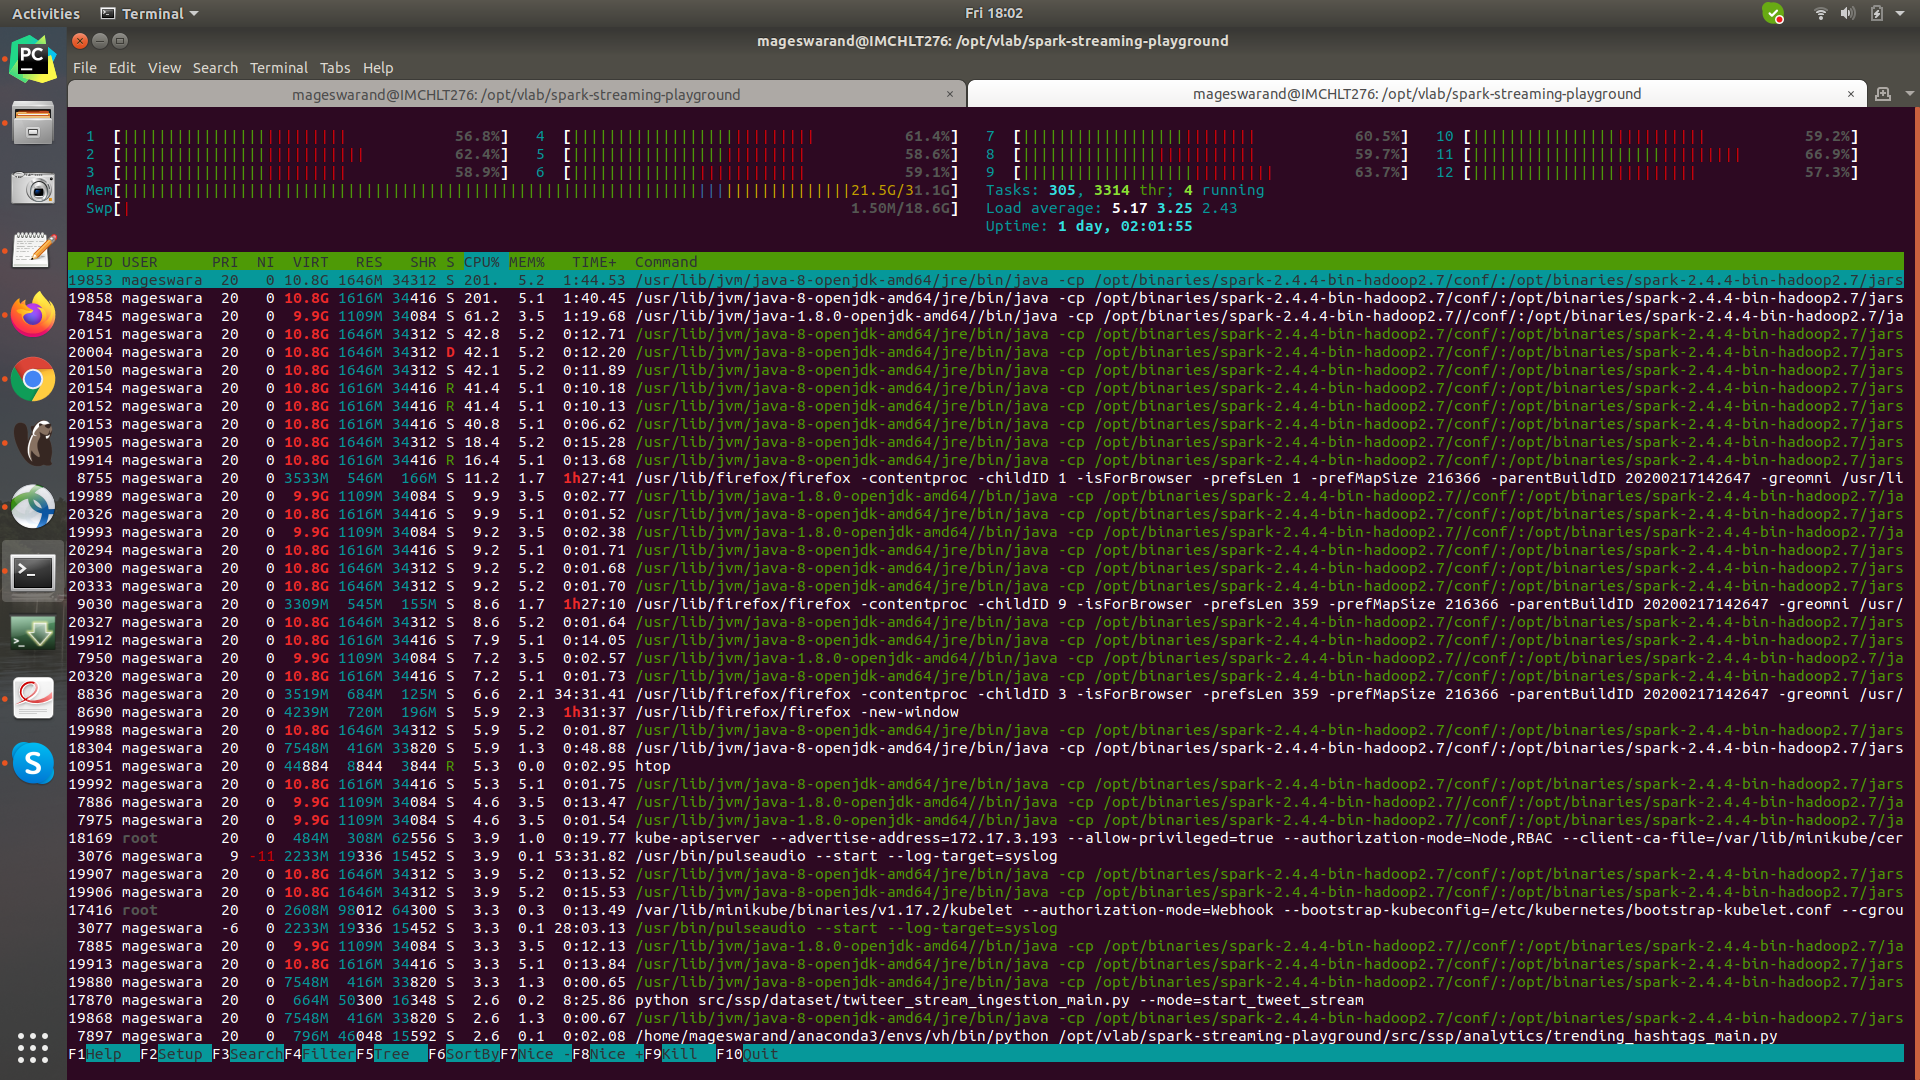 Activities Terminal Fri 18:02
mageswarand@IMCHLT276: /opt/vlab/spark-streaming-playground
File Edit View Search Terminal Tabs Help
mageswarand@IMCHLT276: /opt/vlab/spark-streaming-playground × mageswarand@IMCHLT276: /opt/vlab/spark-streaming-playground ×
1 [ 56.8%] 4 [ 61.4%] 7 [ 60.5%] 10 [ 59.2%]
2 [ 62.4%] 5 [ 58.6%] 8 [ 59.7%] 11 [ 66.9%]
3 [ 58.9%] 6 [ 59.1%] 9 [ 63.7%] 12 [ 57.3%]
Mem[ 21.5G/31.1G] Tasks: 305, 3314 thr; 4 running
Swp[ 1.50M/18.6G] Load average: 5.17 3.25 2.43
Uptime: 1 day, 02:01:55
PID USER PRI NI VIRT RES SHR S CPU% MEM% TIME+ Command
19853 mageswara 20 0 10.8G 1646M 34312 S 201. 5.2 1:44.53 /usr/lib/jvm/java-8-openjdk-amd64/jre/bin/java -cp /opt/binaries/spark-2.4.4-bin-hadoop2.7/conf/:/opt/binaries/spark-2.4.4-bin-hadoop2.7/jars
19858 mageswara 20 0 10.8G 1616M 34416 S 201. 5.1 1:40.45 /usr/lib/jvm/java-8-openjdk-amd64/jre/bin/java -cp /opt/binaries/spark-2.4.4-bin-hadoop2.7/conf/:/opt/binaries/spark-2.4.4-bin-hadoop2.7/jars
7845 mageswara 20 0 9.9G 1109M 34084 S 61.2 3.5 1:19.68 /usr/lib/jvm/java-1.8.0-openjdk-amd64//bin/java -cp /opt/binaries/spark-2.4.4-bin-hadoop2.7//conf/:/opt/binaries/spark-2.4.4-bin-hadoop2.7/ja
20151 mageswara 20 0 10.8G 1646M 34312 S 42.8 5.2 0:12.71 /usr/lib/jvm/java-8-openjdk-amd64/jre/bin/java -cp /opt/binaries/spark-2.4.4-bin-hadoop2.7/conf/:/opt/binaries/spark-2.4.4-bin-hadoop2.7/jars
20004 mageswara 20 0 10.8G 1646M 34312 D 42.1 5.2 0:12.20 /usr/lib/jvm/java-8-openjdk-amd64/jre/bin/java -cp /opt/binaries/spark-2.4.4-bin-hadoop2.7/conf/:/opt/binaries/spark-2.4.4-bin-hadoop2.7/jars
20150 mageswara 20 0 10.8G 1646M 34312 S 42.1 5.2 0:11.89 /usr/lib/jvm/java-8-openjdk-amd64/jre/bin/java -cp /opt/binaries/spark-2.4.4-bin-hadoop2.7/conf/:/opt/binaries/spark-2.4.4-bin-hadoop2.7/jars
20154 mageswara 20 0 10.8G 1616M 34416 R 41.4 5.1 0:10.18 /usr/lib/jvm/java-8-openjdk-amd64/jre/bin/java -cp /opt/binaries/spark-2.4.4-bin-hadoop2.7/conf/:/opt/binaries/spark-2.4.4-bin-hadoop2.7/jars
20152 mageswara 20 0 10.8G 1616M 34416 R 41.4 5.1 0:10.13 /usr/lib/jvm/java-8-openjdk-amd64/jre/bin/java -cp /opt/binaries/spark-2.4.4-bin-hadoop2.7/conf/:/opt/binaries/spark-2.4.4-bin-hadoop2.7/jars
20153 mageswara 20 0 10.8G 1616M 34416 S 40.8 5.1 0:06.62 /usr/lib/jvm/java-8-openjdk-amd64/jre/bin/java -cp /opt/binaries/spark-2.4.4-bin-hadoop2.7/conf/:/opt/binaries/spark-2.4.4-bin-hadoop2.7/jars
19905 mageswara 20 0 10.8G 1646M 34312 S 18.4 5.2 0:15.28 /usr/lib/jvm/java-8-openjdk-amd64/jre/bin/java -cp /opt/binaries/spark-2.4.4-bin-hadoop2.7/conf/:/opt/binaries/spark-2.4.4-bin-hadoop2.7/jars
19914 mageswara 20 0 10.8G 1616M 34416 R 16.4 5.1 0:13.68 /usr/lib/jvm/java-8-openjdk-amd64/jre/bin/java -cp /opt/binaries/spark-2.4.4-bin-hadoop2.7/conf/:/opt/binaries/spark-2.4.4-bin-hadoop2.7/jars
8755 mageswara 20 0 3533M 546M 166M S 11.2 1.7 1h27:41 /usr/lib/firefox/firefox -contentproc -childID 1 -isForBrowser -prefsLen 1 -prefMapSize 216366 -parentBuildID 20200217142647 -greomni /usr/li
19989 mageswara 20 0 9.9G 1109M 34084 S 9.9 3.5 0:02.77 /usr/lib/jvm/java-1.8.0-openjdk-amd64//bin/java -cp /opt/binaries/spark-2.4.4-bin-hadoop2.7//conf/:/opt/binaries/spark-2.4.4-bin-hadoop2.7/ja
20326 mageswara 20 0 10.8G 1616M 34416 S 9.9 5.1 0:01.52 /usr/lib/jvm/java-8-openjdk-amd64/jre/bin/java -cp /opt/binaries/spark-2.4.4-bin-hadoop2.7/conf/:/opt/binaries/spark-2.4.4-bin-hadoop2.7/jars
19993 mageswara 20 0 9.9G 1109M 34084 S 9.2 3.5 0:02.38 /usr/lib/jvm/java-1.8.0-openjdk-amd64//bin/java -cp /opt/binaries/spark-2.4.4-bin-hadoop2.7//conf/:/opt/binaries/spark-2.4.4-bin-hadoop2.7/ja
20294 mageswara 20 0 10.8G 1616M 34416 S 9.2 5.1 0:01.71 /usr/lib/jvm/java-8-openjdk-amd64/jre/bin/java -cp /opt/binaries/spark-2.4.4-bin-hadoop2.7/conf/:/opt/binaries/spark-2.4.4-bin-hadoop2.7/jars
20300 mageswara 20 0 10.8G 1646M 34312 S 9.2 5.2 0:01.68 /usr/lib/jvm/java-8-openjdk-amd64/jre/bin/java -cp /opt/binaries/spark-2.4.4-bin-hadoop2.7/conf/:/opt/binaries/spark-2.4.4-bin-hadoop2.7/jars
20333 mageswara 20 0 10.8G 1646M 34312 S 9.2 5.2 0:01.70 /usr/lib/jvm/java-8-openjdk-amd64/jre/bin/java -cp /opt/binaries/spark-2.4.4-bin-hadoop2.7/conf/:/opt/binaries/spark-2.4.4-bin-hadoop2.7/jars
9030 mageswara 20 0 3309M 545M 155M S 8.6 1.7 1h27:10 /usr/lib/firefox/firefox -contentproc -childID 9 -isForBrowser -prefsLen 359 -prefMapSize 216366 -parentBuildID 20200217142647 -greomni /usr/
20327 mageswara 20 0 10.8G 1646M 34312 S 8.6 5.2 0:01.64 /usr/lib/jvm/java-8-openjdk-amd64/jre/bin/java -cp /opt/binaries/spark-2.4.4-bin-hadoop2.7/conf/:/opt/binaries/spark-2.4.4-bin-hadoop2.7/jars
19912 mageswara 20 0 10.8G 1616M 34416 S 7.9 5.1 0:14.05 /usr/lib/jvm/java-8-openjdk-amd64/jre/bin/java -cp /opt/binaries/spark-2.4.4-bin-hadoop2.7/conf/:/opt/binaries/spark-2.4.4-bin-hadoop2.7/jars
7950 mageswara 20 0 9.9G 1109M 34084 S 7.2 3.5 0:02.57 /usr/lib/jvm/java-1.8.0-openjdk-amd64//bin/java -cp /opt/binaries/spark-2.4.4-bin-hadoop2.7//conf/:/opt/binaries/spark-2.4.4-bin-hadoop2.7/ja
20320 mageswara 20 0 10.8G 1616M 34416 S 7.2 5.1 0:01.73 /usr/lib/jvm/java-8-openjdk-amd64/jre/bin/java -cp /opt/binaries/spark-2.4.4-bin-hadoop2.7/conf/:/opt/binaries/spark-2.4.4-bin-hadoop2.7/jars
8836 mageswara 20 0 3519M 684M 125M S 6.6 2.1 34:31.41 /usr/lib/firefox/firefox -contentproc -childID 3 -isForBrowser -prefsLen 359 -prefMapSize 216366 -parentBuildID 20200217142647 -greomni /usr/
8690 mageswara 20 0 4239M 720M 196M S 5.9 2.3 1h31:37 /usr/lib/firefox/firefox -new-window
19988 mageswara 20 0 10.8G 1646M 34312 S 5.9 5.2 0:01.87 /usr/lib/jvm/java-8-openjdk-amd64/jre/bin/java -cp /opt/binaries/spark-2.4.4-bin-hadoop2.7/conf/:/opt/binaries/spark-2.4.4-bin-hadoop2.7/jars
18304 mageswara 20 0 7548M 416M 33820 S 5.9 1.3 0:48.88 /usr/lib/jvm/java-8-openjdk-amd64/jre/bin/java -cp /opt/binaries/spark-2.4.4-bin-hadoop2.7/conf/:/opt/binaries/spark-2.4.4-bin-hadoop2.7/jars
10951 mageswara 20 0 44884 8844 3844 R 5.3 0.0 0:02.95 htop
19992 mageswara 20 0 10.8G 1616M 34416 S 5.3 5.1 0:01.75 /usr/lib/jvm/java-8-openjdk-amd64/jre/bin/java -cp /opt/binaries/spark-2.4.4-bin-hadoop2.7/conf/:/opt/binaries/spark-2.4.4-bin-hadoop2.7/jars
7886 mageswara 20 0 9.9G 1109M 34084 S 4.6 3.5 0:13.47 /usr/lib/jvm/java-1.8.0-openjdk-amd64//bin/java -cp /opt/binaries/spark-2.4.4-bin-hadoop2.7//conf/:/opt/binaries/spark-2.4.4-bin-hadoop2.7/ja
7975 mageswara 20 0 9.9G 1109M 34084 S 4.6 3.5 0:01.54 /usr/lib/jvm/java-1.8.0-openjdk-amd64//bin/java -cp /opt/binaries/spark-2.4.4-bin-hadoop2.7//conf/:/opt/binaries/spark-2.4.4-bin-hadoop2.7/ja
18169 root 20 0 484M 308M 62556 S 3.9 1.0 0:19.77 kube-apiserver --advertise-address=172.17.3.193 --allow-privileged=true --authorization-mode=Node,RBAC --client-ca-file=/var/lib/minikube/cer
3076 mageswara 9 -11 2233M 19336 15452 S 3.9 0.1 53:31.82 /usr/bin/pulseaudio --start --log-target=syslog
19907 mageswara 20 0 10.8G 1646M 34312 S 3.9 5.2 0:13.52 /usr/lib/jvm/java-8-openjdk-amd64/jre/bin/java -cp /opt/binaries/spark-2.4.4-bin-hadoop2.7/conf/:/opt/binaries/spark-2.4.4-bin-hadoop2.7/jars
19906 mageswara 20 0 10.8G 1646M 34312 S 3.9 5.2 0:15.53 /usr/lib/jvm/java-8-openjdk-amd64/jre/bin/java -cp /opt/binaries/spark-2.4.4-bin-hadoop2.7/conf/:/opt/binaries/spark-2.4.4-bin-hadoop2.7/jars
17416 root 20 0 2608M 98012 64300 S 3.3 0.3 0:13.49 /var/lib/minikube/binaries/v1.17.2/kubelet --authorization-mode=Webhook --bootstrap-kubeconfig=/etc/kubernetes/bootstrap-kubelet.conf --cgrou
3077 mageswara -6 0 2233M 19336 15452 S 3.3 0.1 28:03.13 /usr/bin/pulseaudio --start --log-target=syslog
7885 mageswara 20 0 9.9G 1109M 34084 S 3.3 3.5 0:12.13 /usr/lib/jvm/java-1.8.0-openjdk-amd64//bin/java -cp /opt/binaries/spark-2.4.4-bin-hadoop2.7//conf/:/opt/binaries/spark-2.4.4-bin-hadoop2.7/ja
19913 mageswara 20 0 10.8G 1616M 34416 S 3.3 5.1 0:13.84 /usr/lib/jvm/java-8-openjdk-amd64/jre/bin/java -cp /opt/binaries/spark-2.4.4-bin-hadoop2.7/conf/:/opt/binaries/spark-2.4.4-bin-hadoop2.7/jars
19880 mageswara 20 0 7548M 416M 33820 S 3.3 1.3 0:00.65 /usr/lib/jvm/java-8-openjdk-amd64/jre/bin/java -cp /opt/binaries/spark-2.4.4-bin-hadoop2.7/conf/:/opt/binaries/spark-2.4.4-bin-hadoop2.7/jars
17870 mageswara 20 0 664M 50300 16348 S 2.6 0.2 8:25.86 python src/ssp/dataset/twiteer_stream_ingestion_main.py --mode=start_tweet_stream
19868 mageswara 20 0 7548M 416M 33820 S 2.6 1.3 0:00.67 /usr/lib/jvm/java-8-openjdk-amd64/jre/bin/java -cp /opt/binaries/spark-2.4.4-bin-hadoop2.7/conf/:/opt/binaries/spark-2.4.4-bin-hadoop2.7/jars
7897 mageswara 20 0 796M 46048 15592 S 2.6 0.1 0:02.08 /home/mageswarand/anaconda3/envs/vh/bin/python /opt/vlab/spark-streaming-playground/src/ssp/analytics/trending_hashtags_main.py
F1Help F2Setup F3SearchF4FilterF5Tree F6SortByF7Nice -F8Nice +F9Kill F10Quit